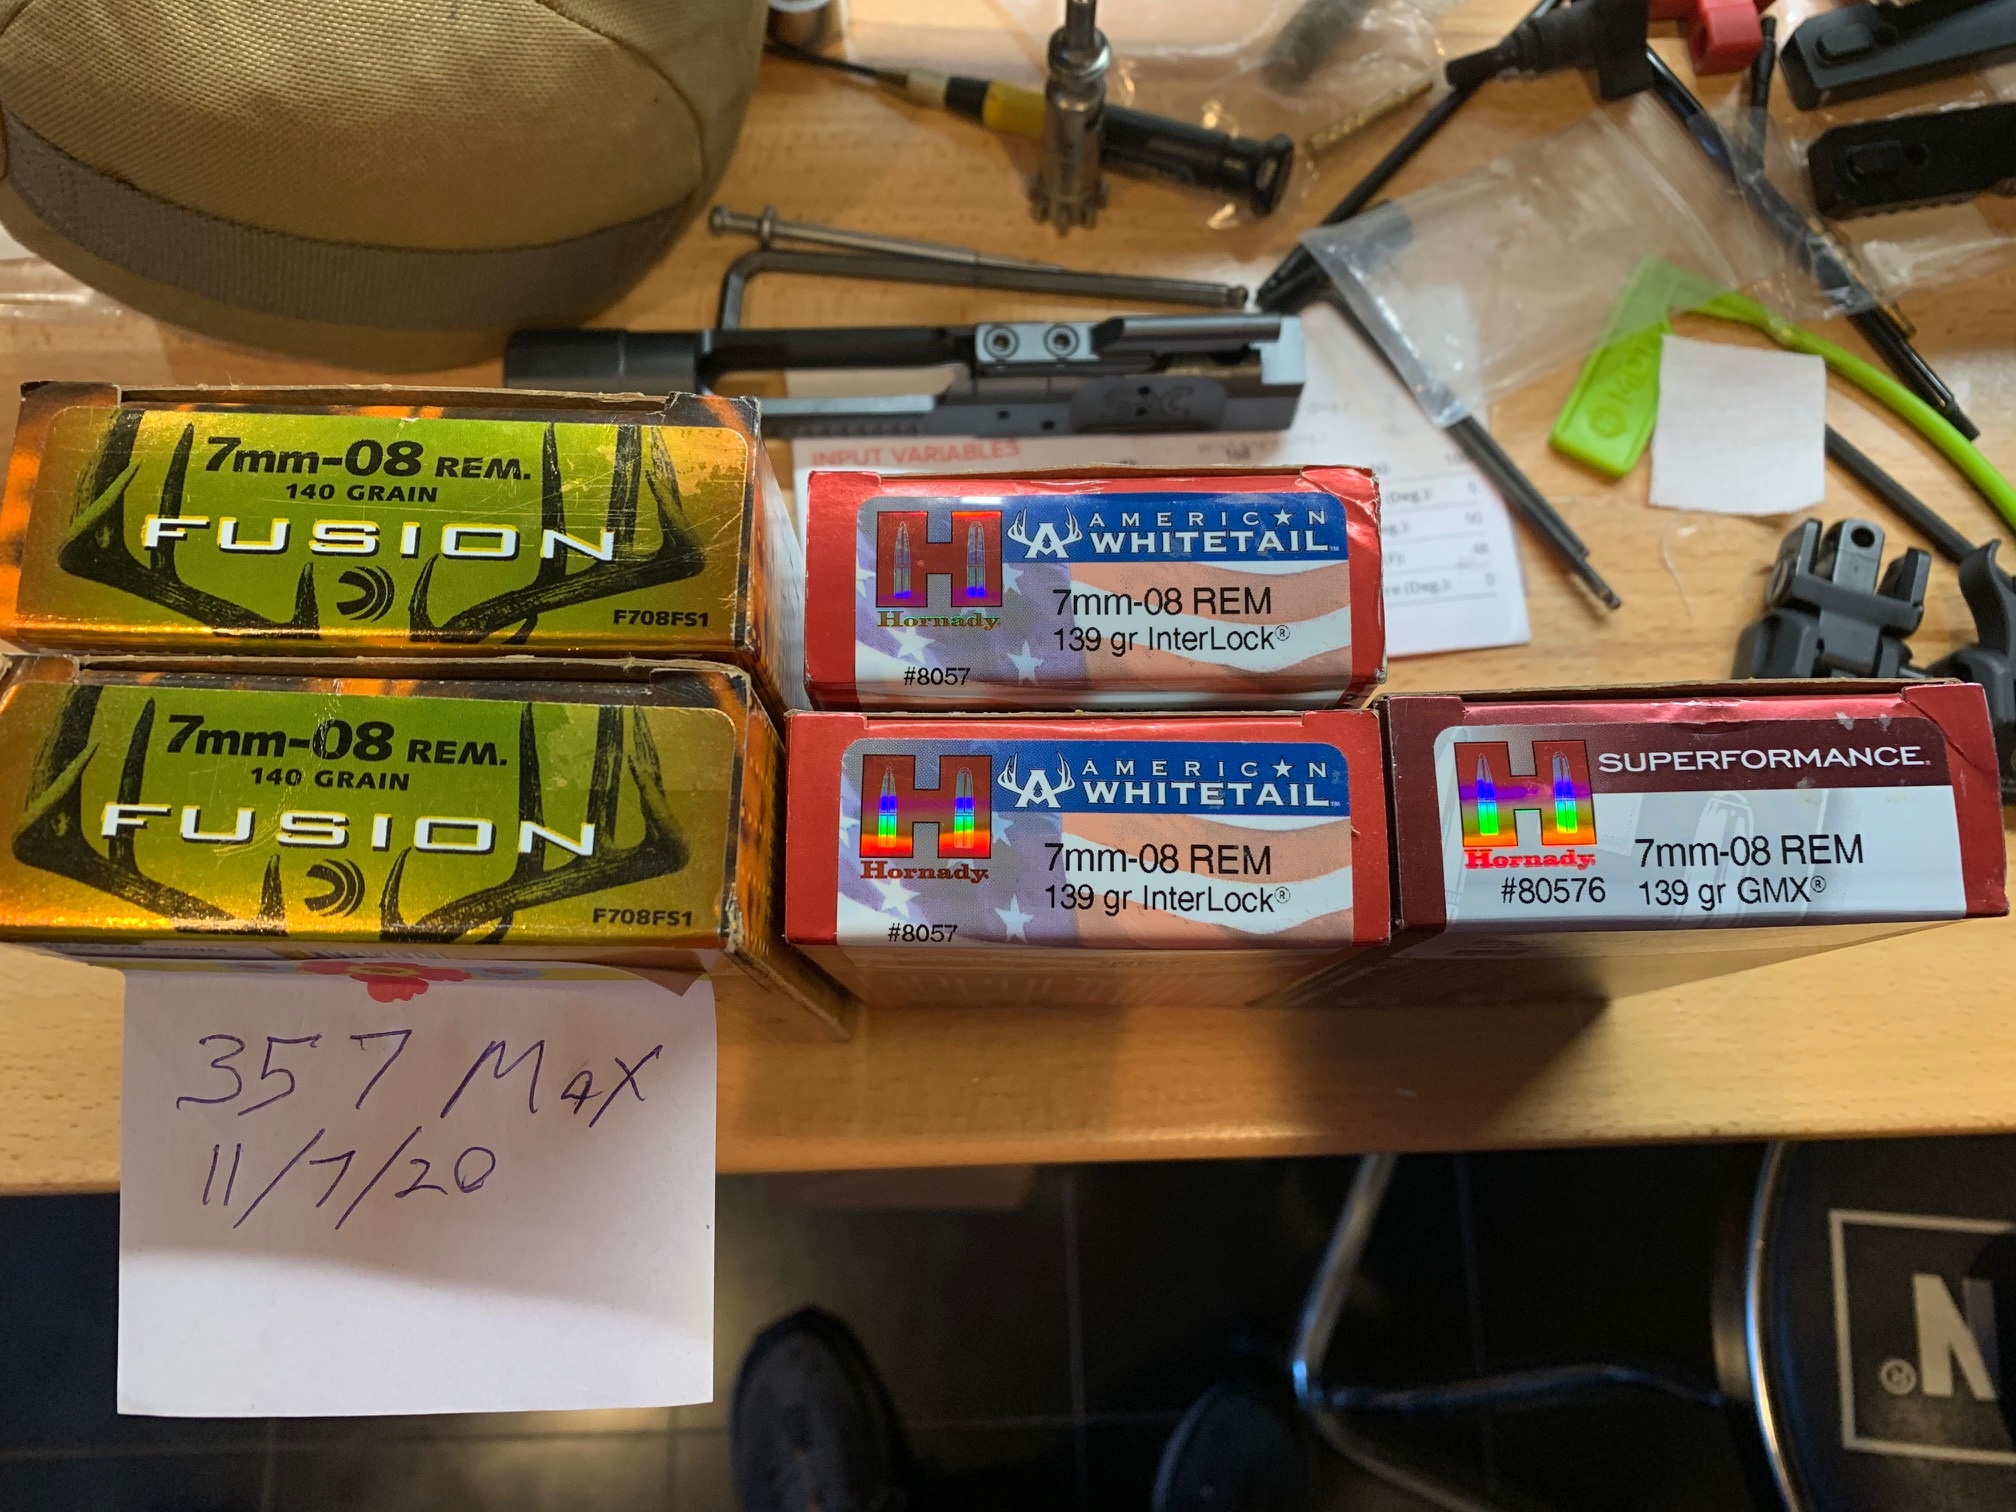 7mm-08 REM.
140 GRAIN
FUSION
F708FS1
7mm-08 REM.
140 GRAIN
FUSION
F708FS1
INPUT VARIABLES
H
AMERICAN
WHITETAIL™
Hornady
7mm-08 REM
139 gr InterLock®
#8057
H
AMERICAN
WHITETAIL™
Hornady
7mm-08 REM
139 gr InterLock®
#8057
H
SUPERFORMANCE®
Hornady
7mm-08 REM
#80576
139 gr GMX®
357 Max
11/7/20
N